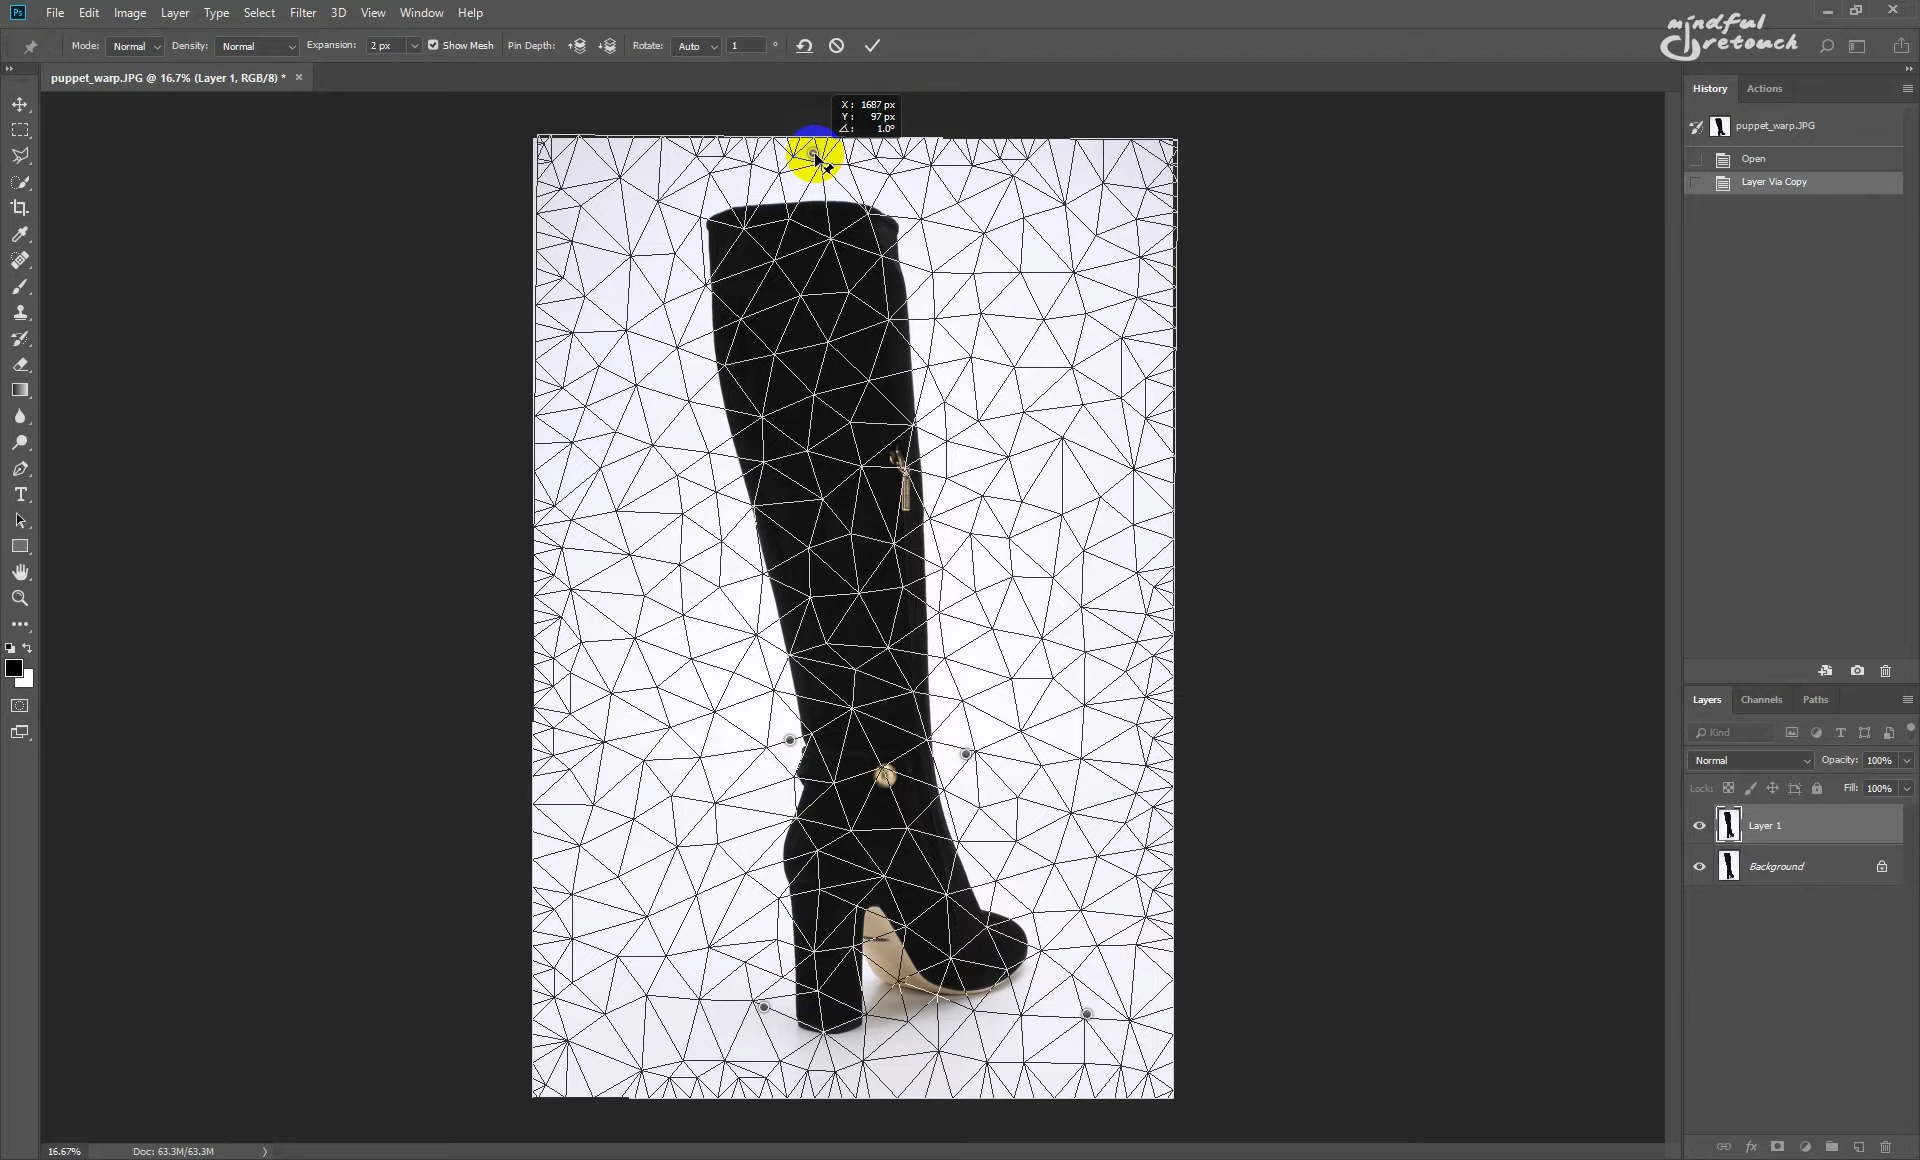 Ps File Edit Image Layer Type Select Filter 3D View Window Help
Mode: Normal Density: Normal Expansion: 2 px Show Mesh Pin Depth: Rotate: Auto 1 °
mindful retouch
puppet_warp.JPG @ 16.7% (Layer 1, RGB/8) * ×
X: 1687 px
Y: 97 px
∠: 1.0°
History Actions
puppet_warp.JPG
Open
Layer Via Copy
Layers Channels Paths
Kind
Normal Opacity: 100%
Lock: Fill: 100%
Layer 1
Background
16.67% Doc: 63.3M/63.3M